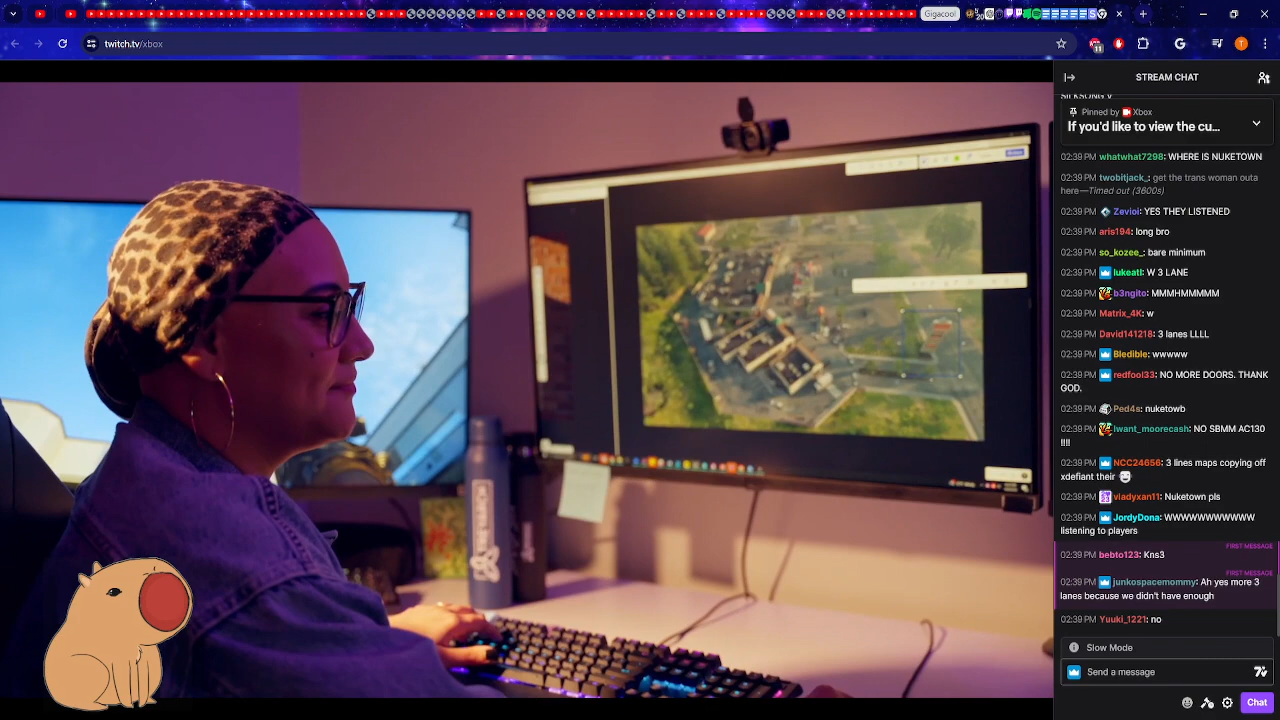 Gigacool
twitch.tv/xbox
11
STREAM CHAT
SILKSONG V
Pinned by Xbox
If you'd like to view the cu...
02:39 PM whatwhat7298: WHERE IS NUKETOWN
02:39 PM twobitjack_: get the trans woman outa
here—Timed out (3600s)
02:39 PM Zevioi: YES THEY LISTENED
02:39 PM aris194: long bro
02:39 PM so_kozee_: bare minimum
02:39 PM lukeatl: W 3 LANE
02:39 PM b3ngito: MMMHMMMMM
02:39 PM Matrix_4K: w
02:39 PM David141218: 3 lanes LLLL
02:39 PM Bledible: wwwww
02:39 PM redfool33: NO MORE DOORS. THANK
GOD.
02:39 PM Ped4s: nuketowb
02:39 PM Iwant_moorecash: NO SBMM AC130
!!!!
02:39 PM NCC24656: 3 lines maps copying off
xdefiant their
02:39 PM vladyxan11: Nuketown pls
02:39 PM JordyDona: WWWWWWWWWWW
listening to players
FIRST MESSAGE
02:39 PM bebto123: Kns3
FIRST MESSAGE
02:39 PM junkospacemommy: Ah yes more 3
lanes because we didn't have enough
02:39 PM Yuuki_1221: no
Slow Mode
Send a message
Chat